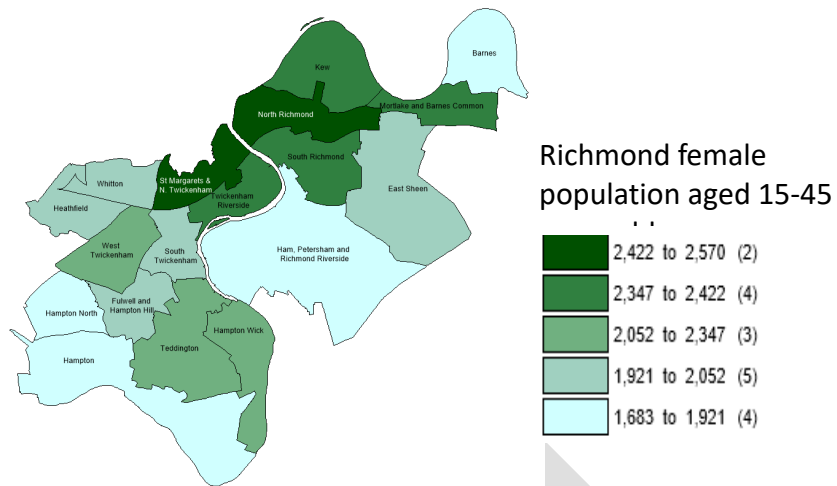 Barnes
Kew
Mortlake and Barnes Common
North Richmond
South Richmond
St Margarets &
N. Twickenham
Whitton
Twickenham
Riverside
East Sheen
Heathfield
West
Twickenham
South
Twickenham
Ham, Petersham and
Richmond Riverside
Fulwell and
Hampton Hill
Hampton North
Hampton Wick
Teddington
Hampton
Richmond female
population aged 15-45
2,422 to 2,570 (2)
2,347 to 2,422 (4)
2,052 to 2,347 (3)
1,921 to 2,052 (5)
1,683 to 1,921 (4)